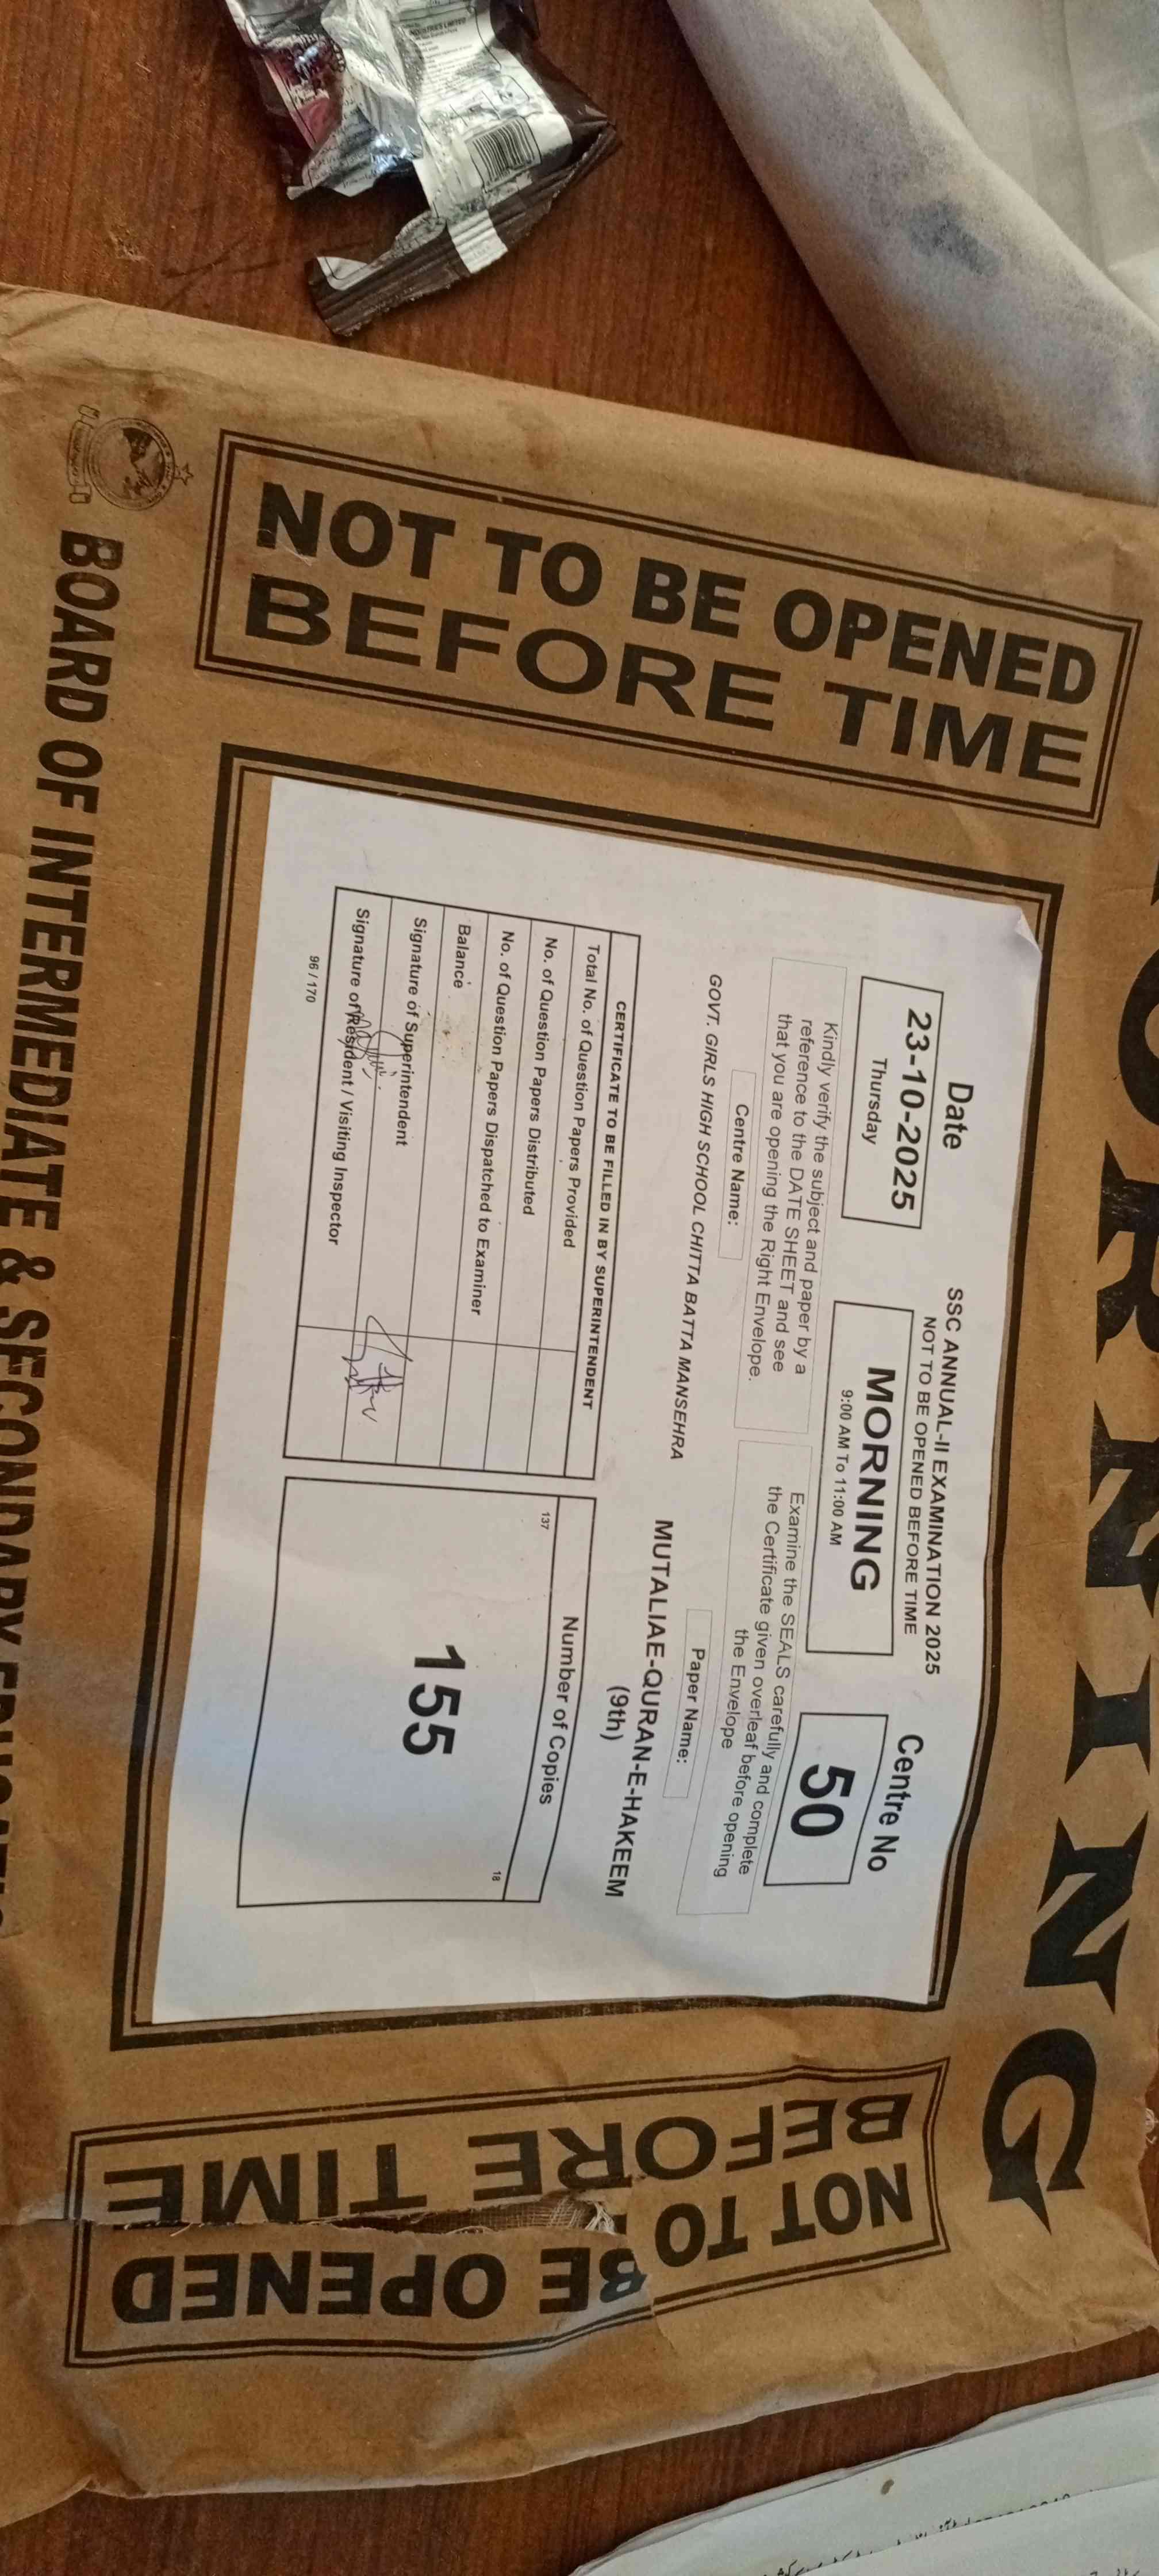 MORNING
NOT TO BE OPENED
BEFORE TIME
SSC ANNUAL-II EXAMINATION 2025
NOT TO BE OPENED BEFORE TIME
Date
23-10-2025
Thursday
MORNING
9:00 AM To 11:00 AM
Centre No
50
Kindly verify the subject and paper by a
reference to the DATE SHEET and see
that you are opening the Right Envelope.
Examine the SEALS carefully and complete
the Certificate given overleaf before opening
the Envelope
Centre Name:
GOVT. GIRLS HIGH SCHOOL CHITTA BATTA MANSEHRA
Paper Name:
MUTALIAE-QURAN-E-HAKEEM
(9th)
CERTIFICATE TO BE FILLED IN BY SUPERINTENDENT
Total No. of Question Papers Provided
No. of Question Papers Distributed
No. of Question Papers Dispatched to Examiner
Balance
Signature of Superintendent
Signature of Resident / Visiting Inspector
96 / 170
Number of Copies
137
18
155
NOT TO BE OPENED
BEFORE TIME
BOARD OF INTERMEDIATE & SECONDARY
INDUSTRIES LIMITED